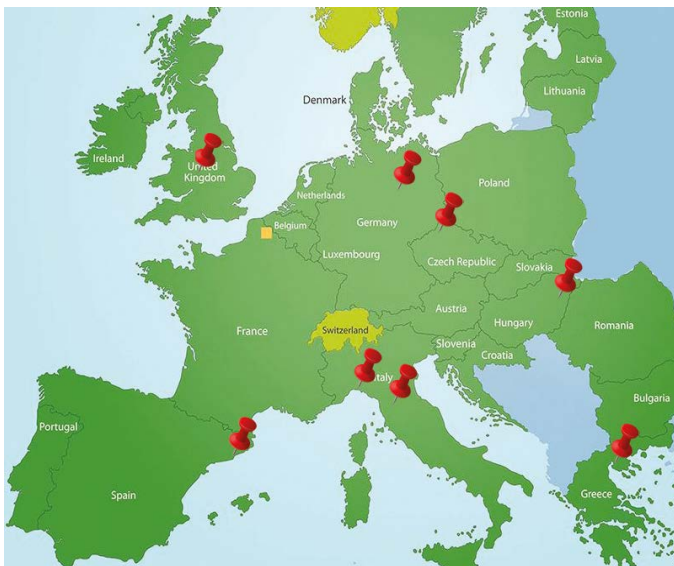 Estonia
Latvia
Lithuania
Denmark
Ireland
United
Kingdom
Netherlands
Poland
Belgium
Germany
Luxembourg
Czech Republic
Slovakia
Austria
France
Switzerland
Hungary
Romania
Slovenia
Croatia
Italy
Bulgaria
Portugal
Spain
Greece